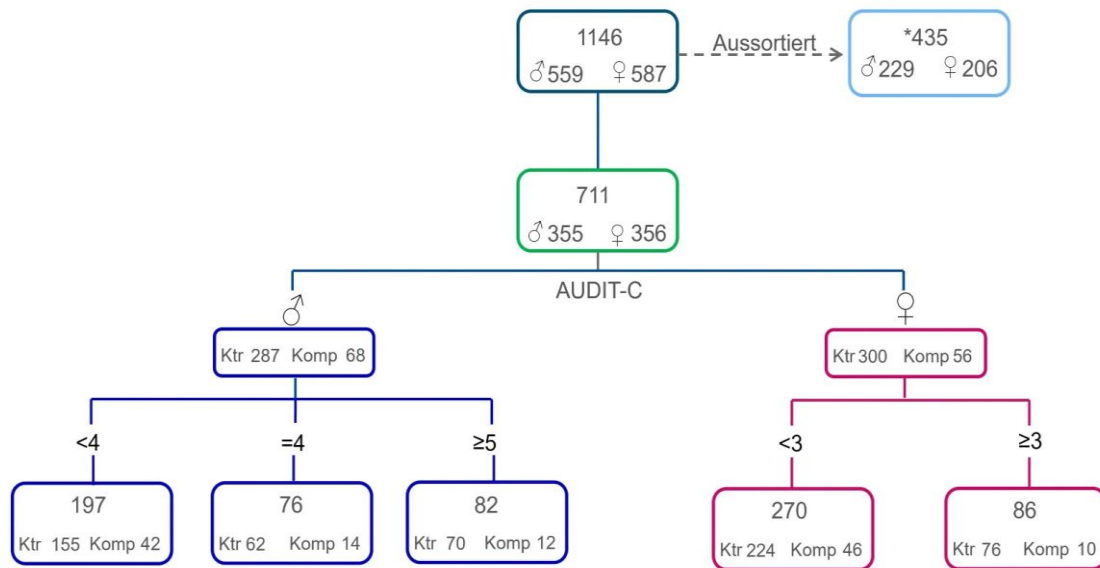 1146
♂559 ♀587
Aussortiert
*435
♂229 ♀206
711
♂355 ♀356
AUDIT-C
♂
♀
Ktr 287 Komp 68
Ktr 300 Komp 56
<4
=4
≥5
<3
≥3
197
Ktr 155 Komp 42
76
Ktr 62 Komp 14
82
Ktr 70 Komp 12
270
Ktr 224 Komp 46
86
Ktr 76 Komp 10